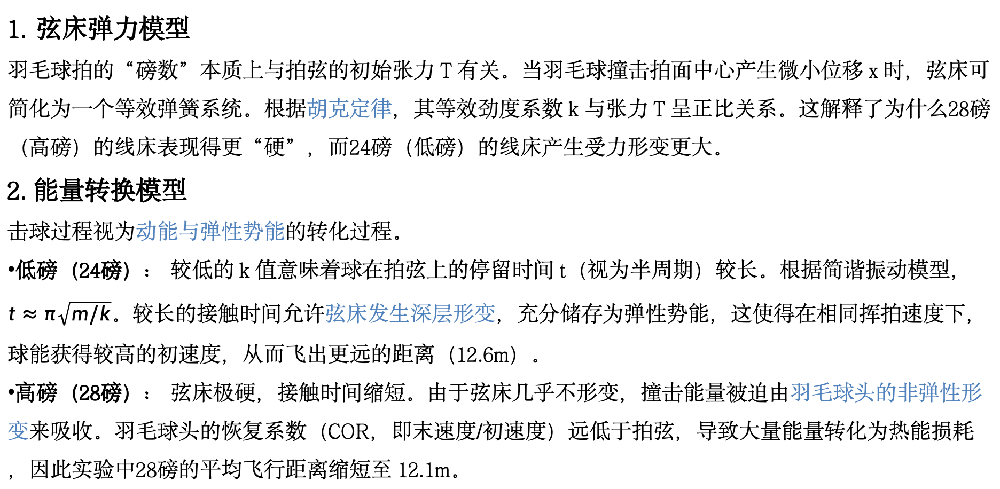 1. 弦床弹力模型
羽毛球拍的“磅数”本质上与拍弦的初始张力 T 有关。当羽毛球撞击拍面中心产生微小位移 x 时，弦床可
简化为一个等效弹簧系统。根据胡克定律，其等效劲度系数 k 与张力 T 呈正比关系。这解释了为什么28磅
（高磅）的线床表现得更“硬”，而24磅（低磅）的线床产生受力形变更大。
2. 能量转换模型
击球过程视为动能与弹性势能的转化过程。
•低磅（24磅）： 较低的 k 值意味着球在拍弦上的停留时间 t（视为半周期）较长。根据简谐振动模型，
t ≈ π√m/k。较长的接触时间允许弦床发生深层形变，充分储存为弹性势能，这使得在相同挥拍速度下，
球能获得较高的初速度，从而飞出更远的距离（12.6m）。
•高磅（28磅）： 弦床极硬，接触时间缩短。由于弦床几乎不形变，撞击能量被迫由羽毛球头的非弹性形
变来吸收。羽毛球头的恢复系数（COR，即末速度/初速度）远低于拍弦，导致大量能量转化为热能损耗
，因此实验中28磅的平均飞行距离缩短至 12.1m。